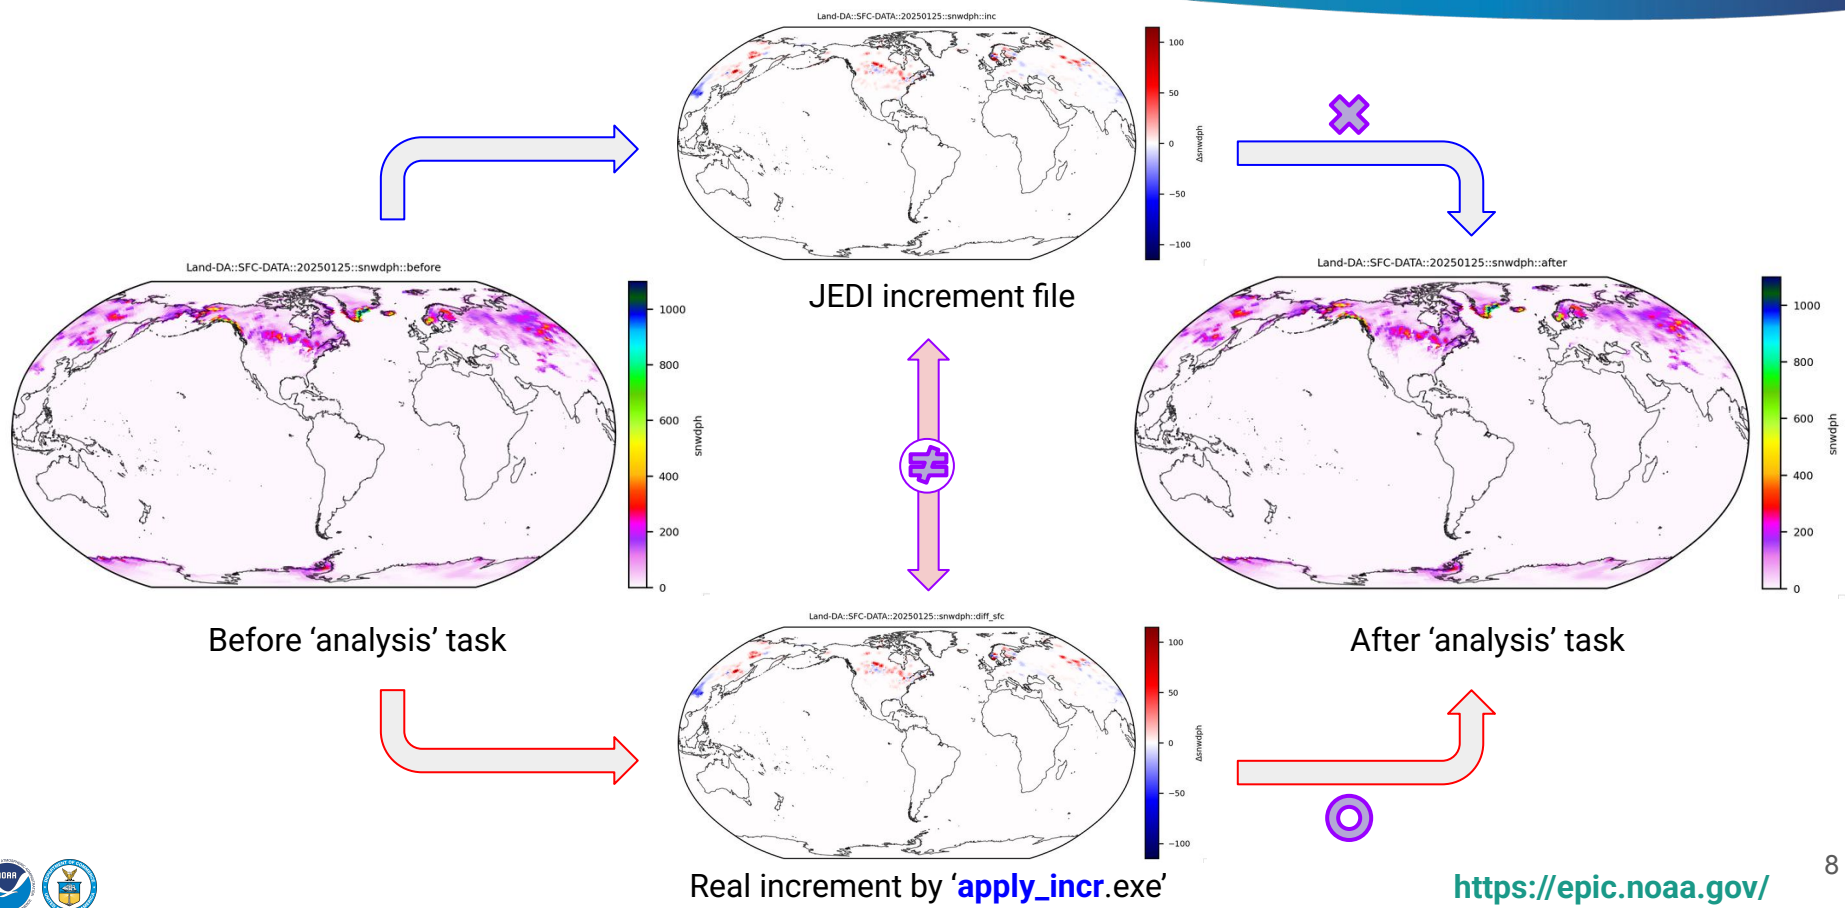 Land-DA::SFC-DATA::20250125::snwdph::inc
100
50
0
−50
−100
Δsnwdph
JEDI increment file
Land-DA::SFC-DATA::20250125::snwdph::before
1000
800
600
400
200
0
snwdph
Before ‘analysis’ task
≠
Land-DA::SFC-DATA::20250125::snwdph::after
1000
800
600
400
200
0
snwdph
After ‘analysis’ task
Land-DA::SFC-DATA::20250125::snwdph::diff_sfc
100
50
0
−50
−100
Δsnwdph
Real increment by ‘apply_incr.exe’
NOAA
https://epic.noaa.gov/
8